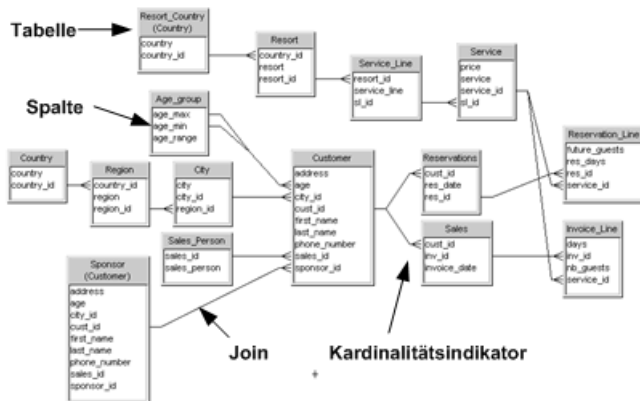 Tabelle
Resort_Country
(Country)
country
country_id
Resort
country_id
resort
resort_id
Service_Line
resort_id
service_line
sl_id
Service
price
service
service_id
sl_id
Spalte
Age_group
age_max
age_min
age_range
Country
country
country_id
Region
country_id
region
region_id
City
city
city_id
region_id
Customer
address
age
city_id
cust_id
first_name
last_name
phone_number
sales_id
sponsor_id
Reservations
cust_id
res_date
res_id
Reservation_Line
future_guests
res_days
res_id
service_id
Sales_Person
sales_id
sales_person
Sales
cust_id
inv_id
invoice_date
Invoice_Line
days
inv_id
nb_guests
service_id
Sponsor
(Customer)
address
age
city_id
cust_id
first_name
last_name
phone_number
sales_id
sponsor_id
Join
Kardinalitätsindikator
+